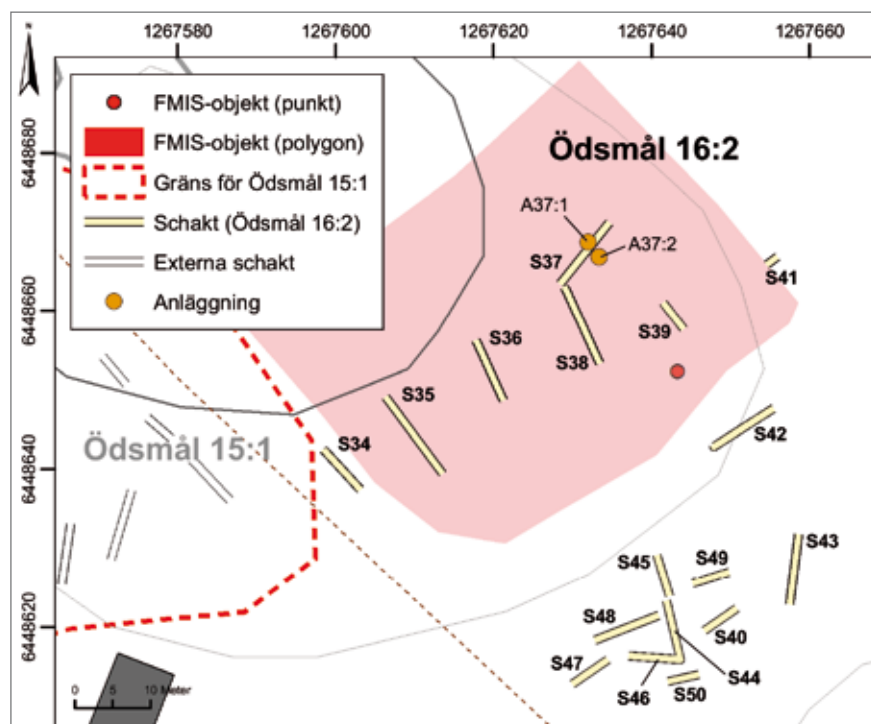 1267580 1267600 1267620 1267640 1267660
N
FMIS-objekt (punkt)
FMIS-objekt (polygon)
Gräns för Ödsmål 15:1
Schakt (Ödsmål 16:2)
Externa schakt
Anläggning
6448680
6448660
6448640
6448620
Ödsmål 16:2
A37:1
A37:2
S37
S41
S39
S36
S38
S35
S42
Ödsmål 15:1
S34
S43
S45
S49
S48
S40
S47
S44
S46
S50
0 5 10 Meter